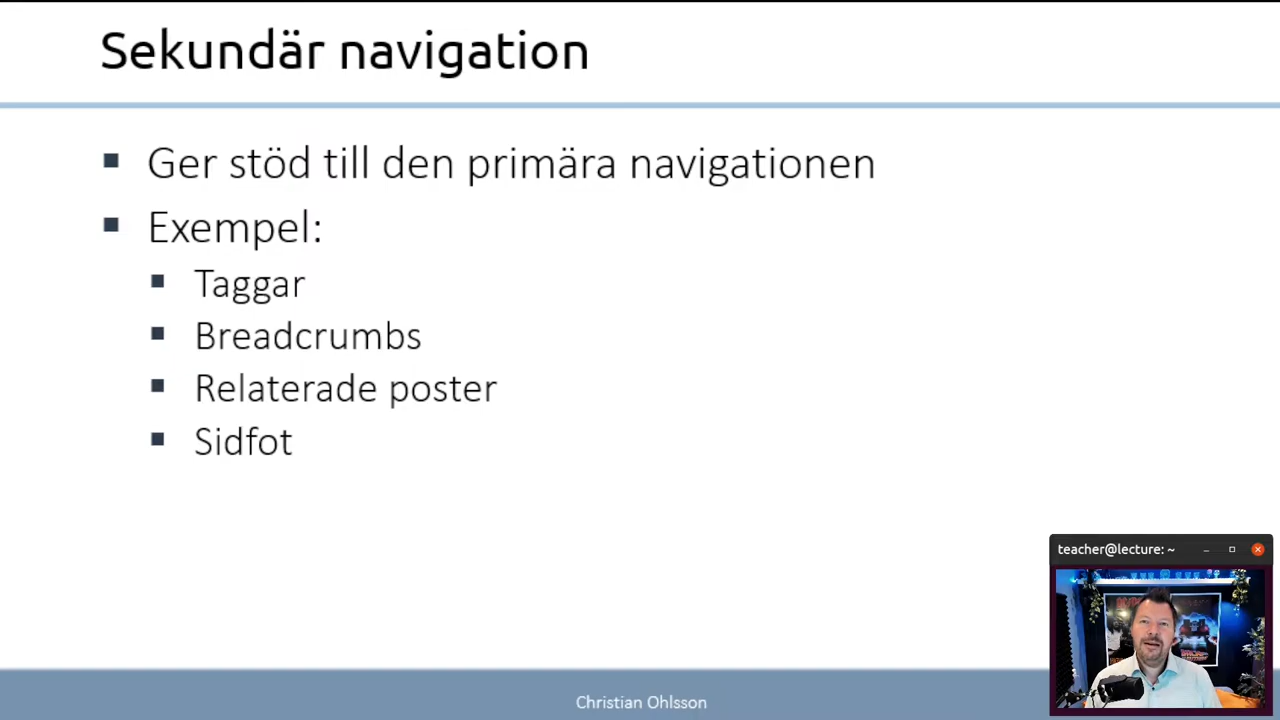 Sekundär navigation
Ger stöd till den primära navigationen
Exempel:
Taggar
Breadcrumbs
Relaterade poster
Sidfot
teacher@lecture: ~
Christian Ohlsson